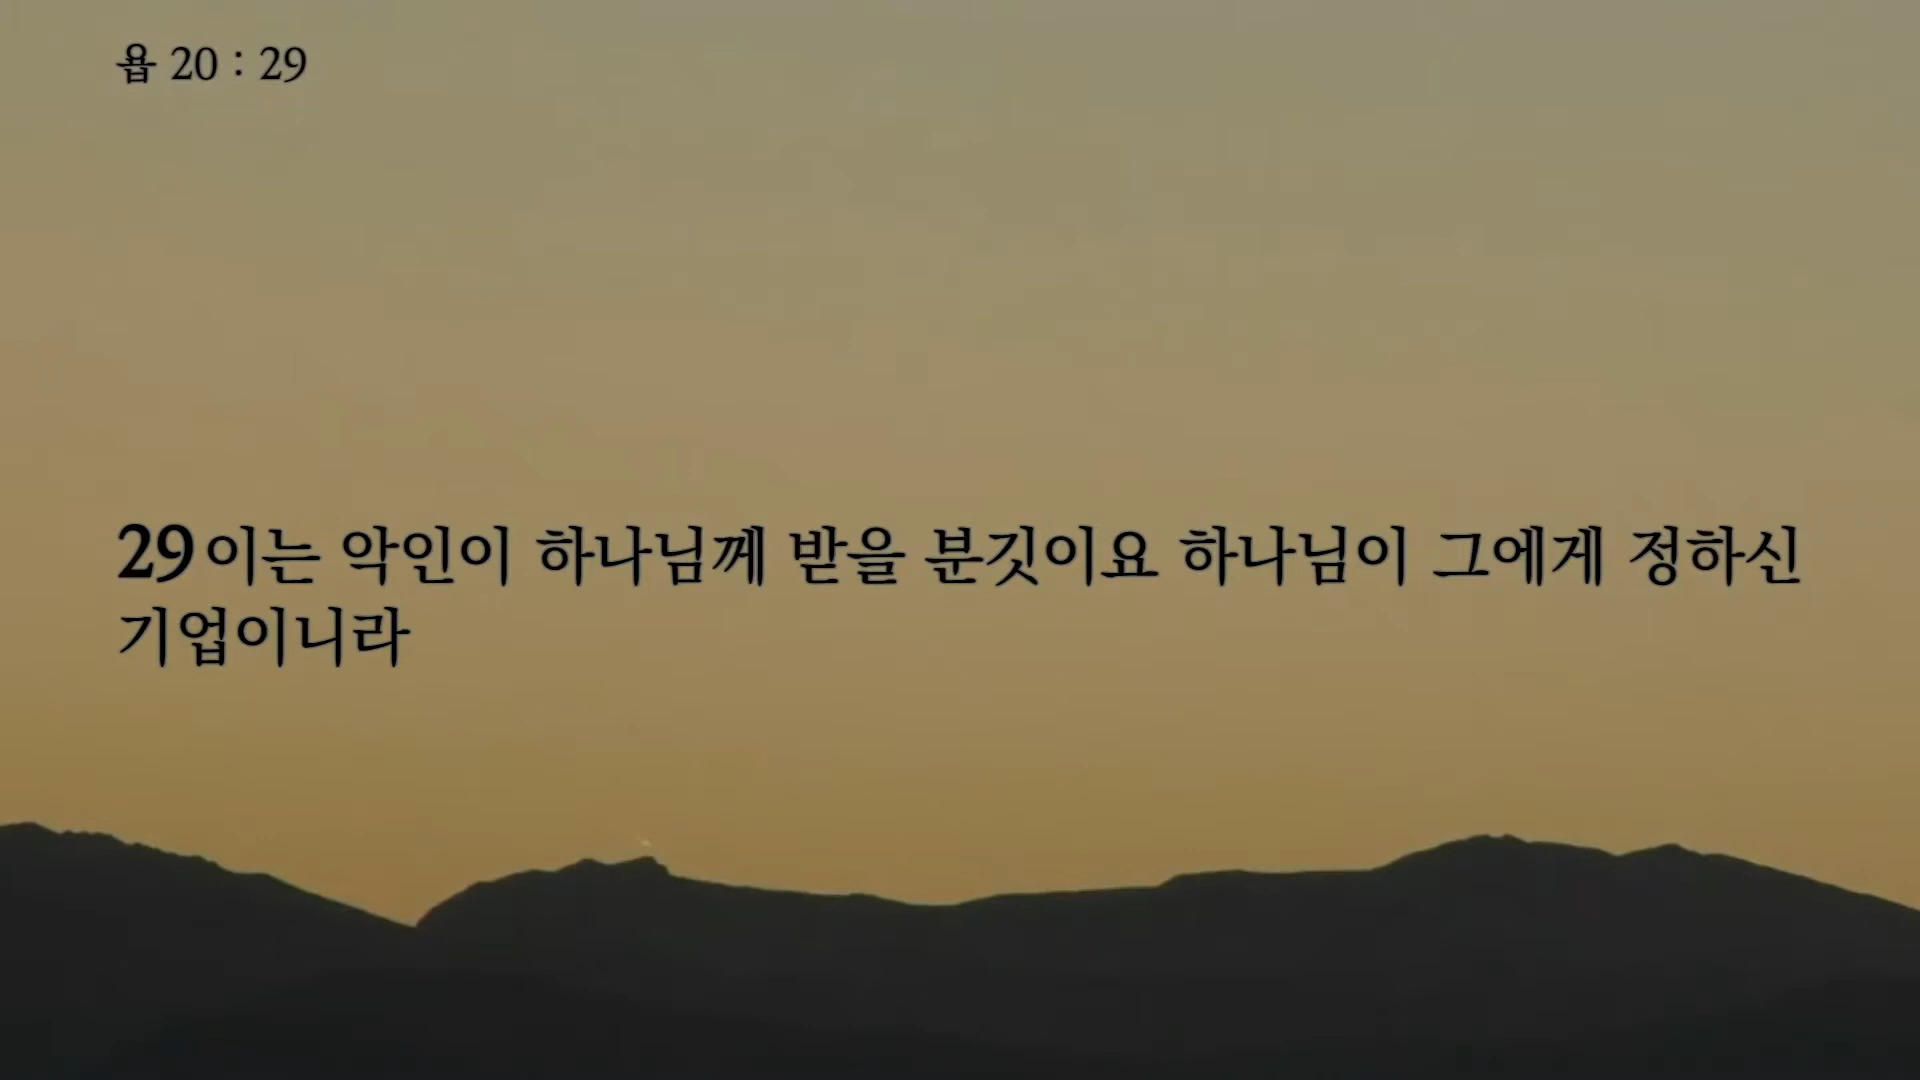 욥 20 : 29
29 이는 악인이 하나님께 받을 분깃이요 하나님이 그에게 정하신
기업이니라